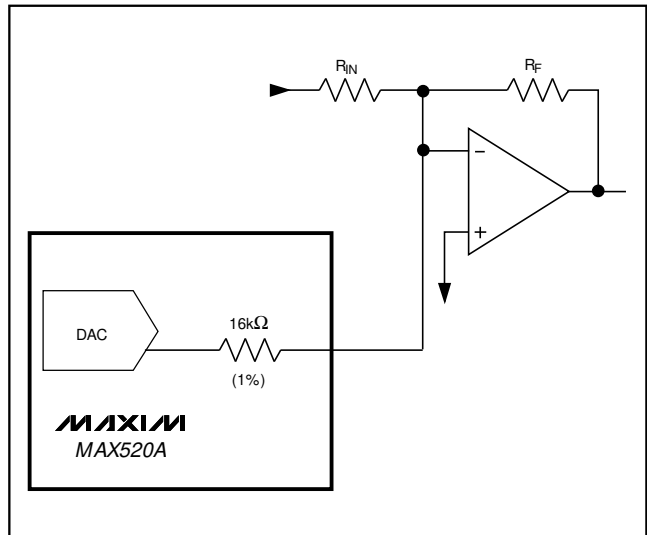 R_IN
R_F
−
+
DAC
16kΩ
(1%)
MAXIM
MAX520A